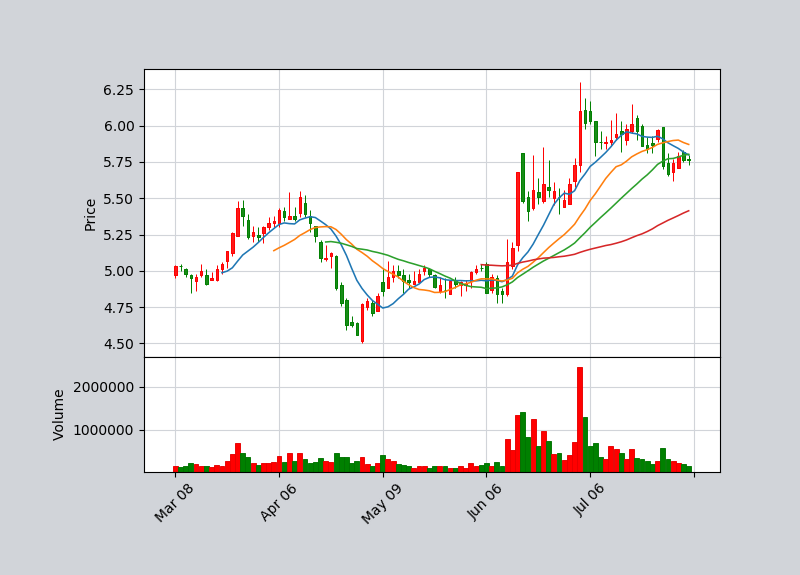 6.25
6.00
5.75
5.50
5.25
5.00
4.75
4.50
Price
2000000
1000000
Volume
Mar 08
Apr 06
May 09
Jun 06
Jul 06